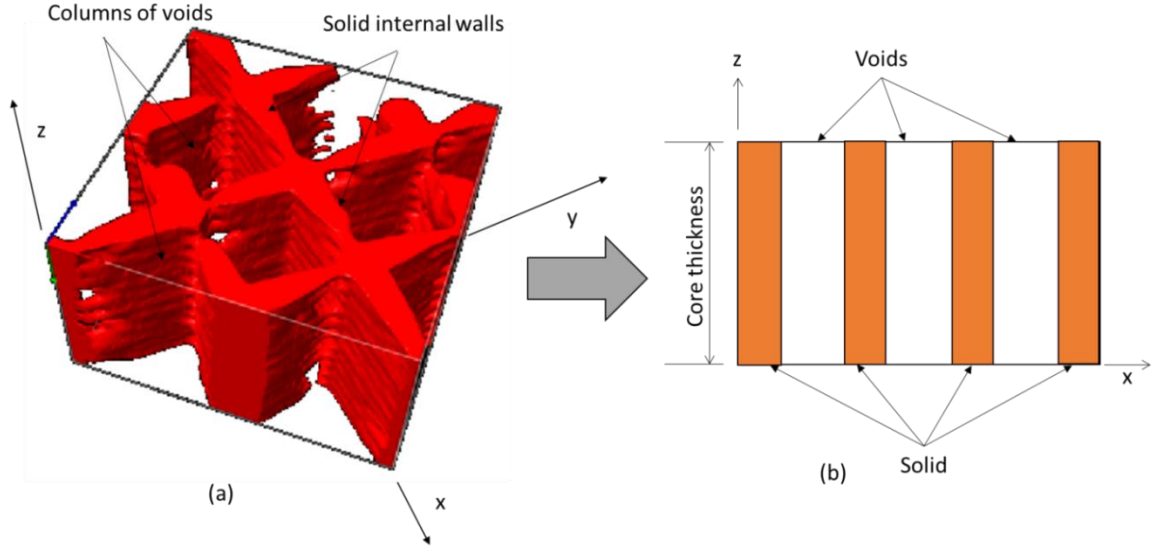 Columns of voids
Solid internal walls
z
y
x
(a)
z
Voids
Core thickness
x
Solid
(b)